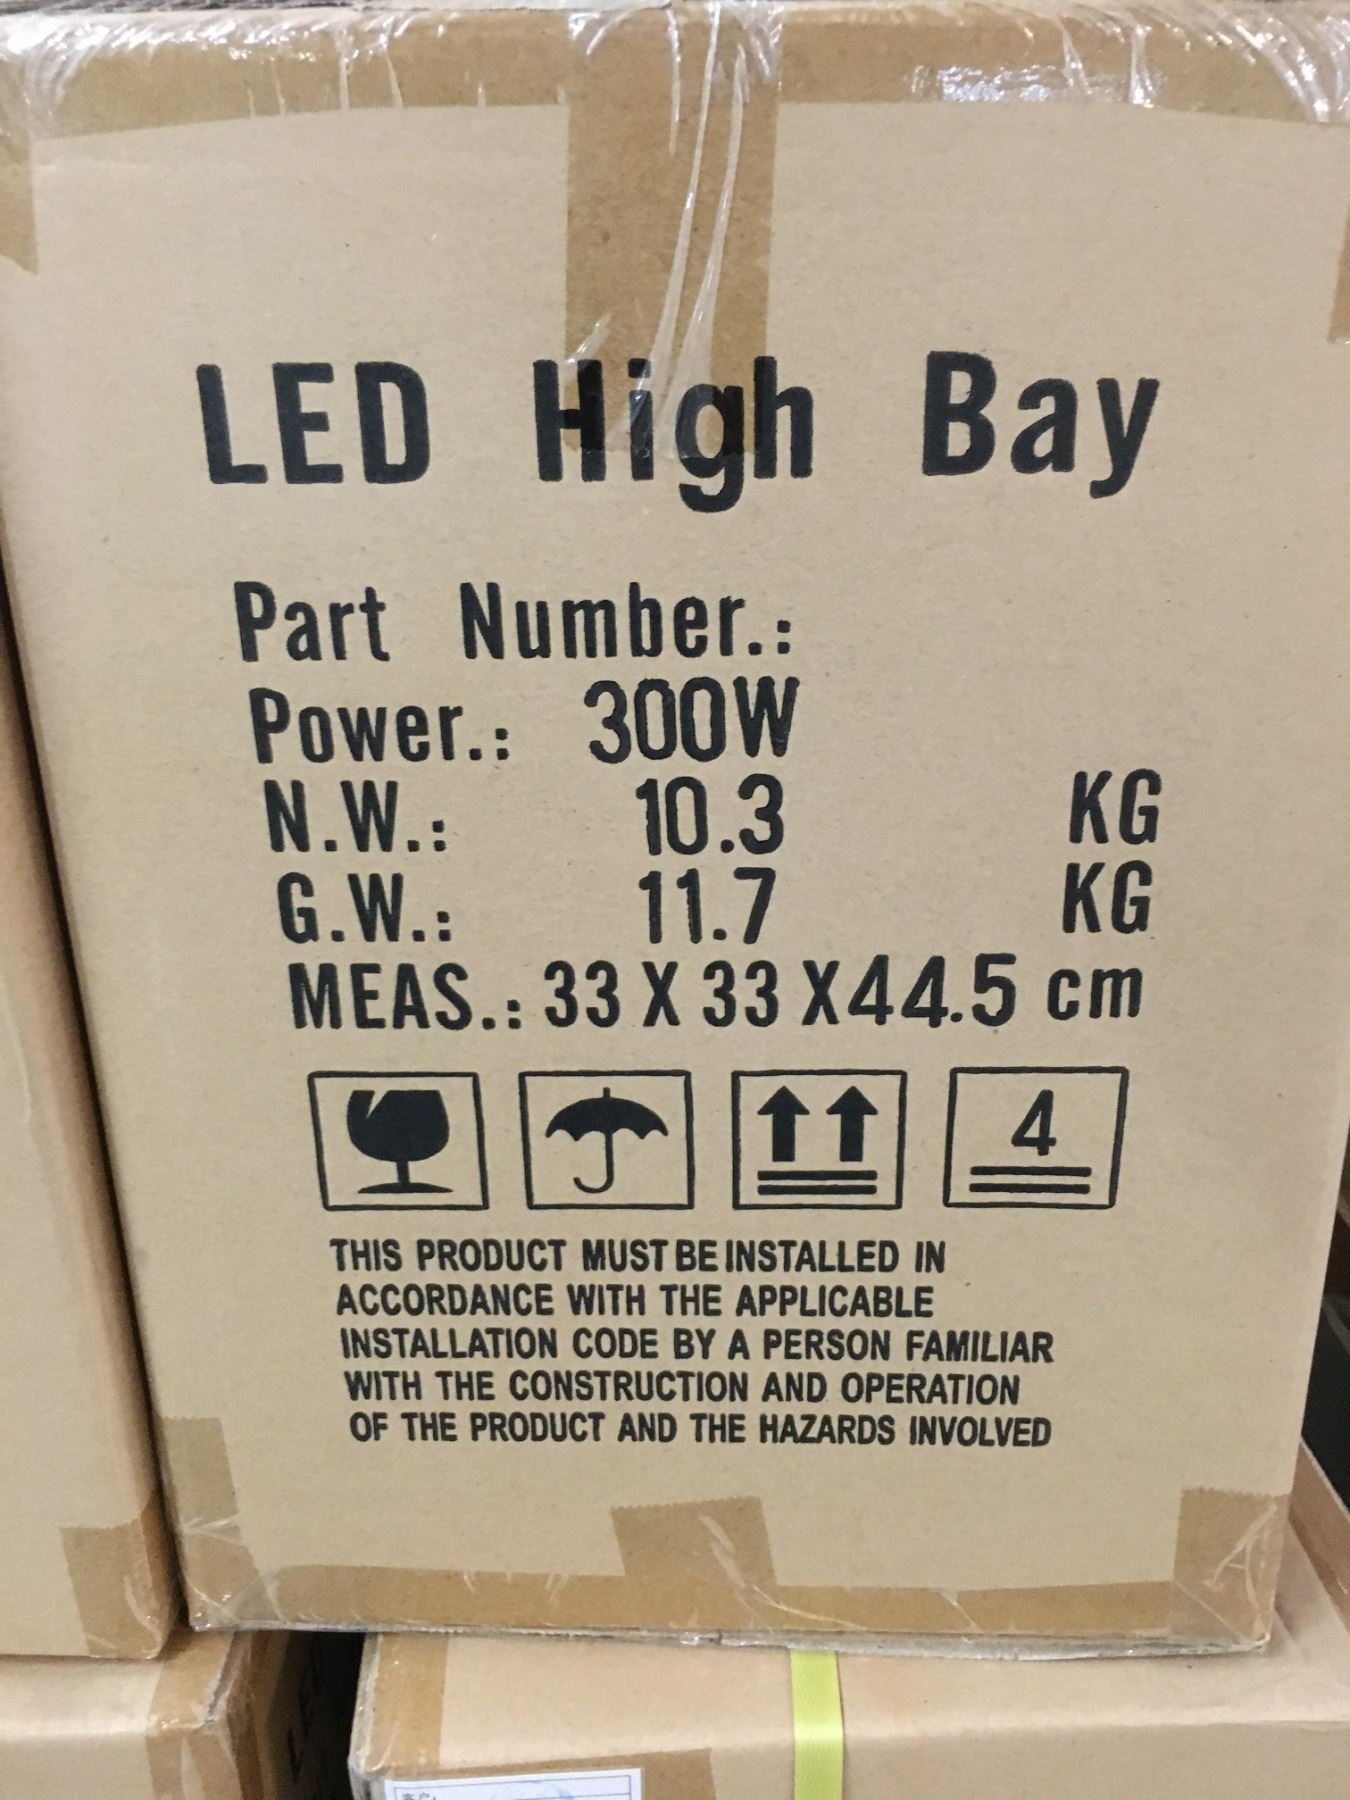 LED High Bay
Part Number.:
Power.: 300W
N.W.: 10.3 KG
G.W.: 11.7 KG
MEAS.: 33 X 33 X44.5 cm
4
THIS PRODUCT MUST BE INSTALLED IN
ACCORDANCE WITH THE APPLICABLE
INSTALLATION CODE BY A PERSON FAMILIAR
WITH THE CONSTRUCTION AND OPERATION
OF THE PRODUCT AND THE HAZARDS INVOLVED